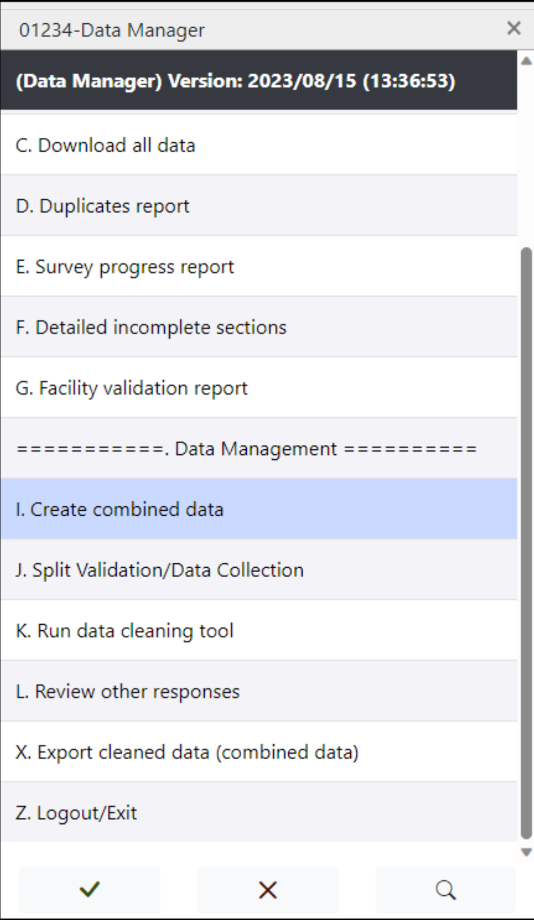 01234-Data Manager
(Data Manager) Version: 2023/08/15 (13:36:53)
C. Download all data
D. Duplicates report
E. Survey progress report
F. Detailed incomplete sections
G. Facility validation report
===========. Data Management ==========
I. Create combined data
J. Split Validation/Data Collection
K. Run data cleaning tool
L. Review other responses
X. Export cleaned data (combined data)
Z. Logout/Exit